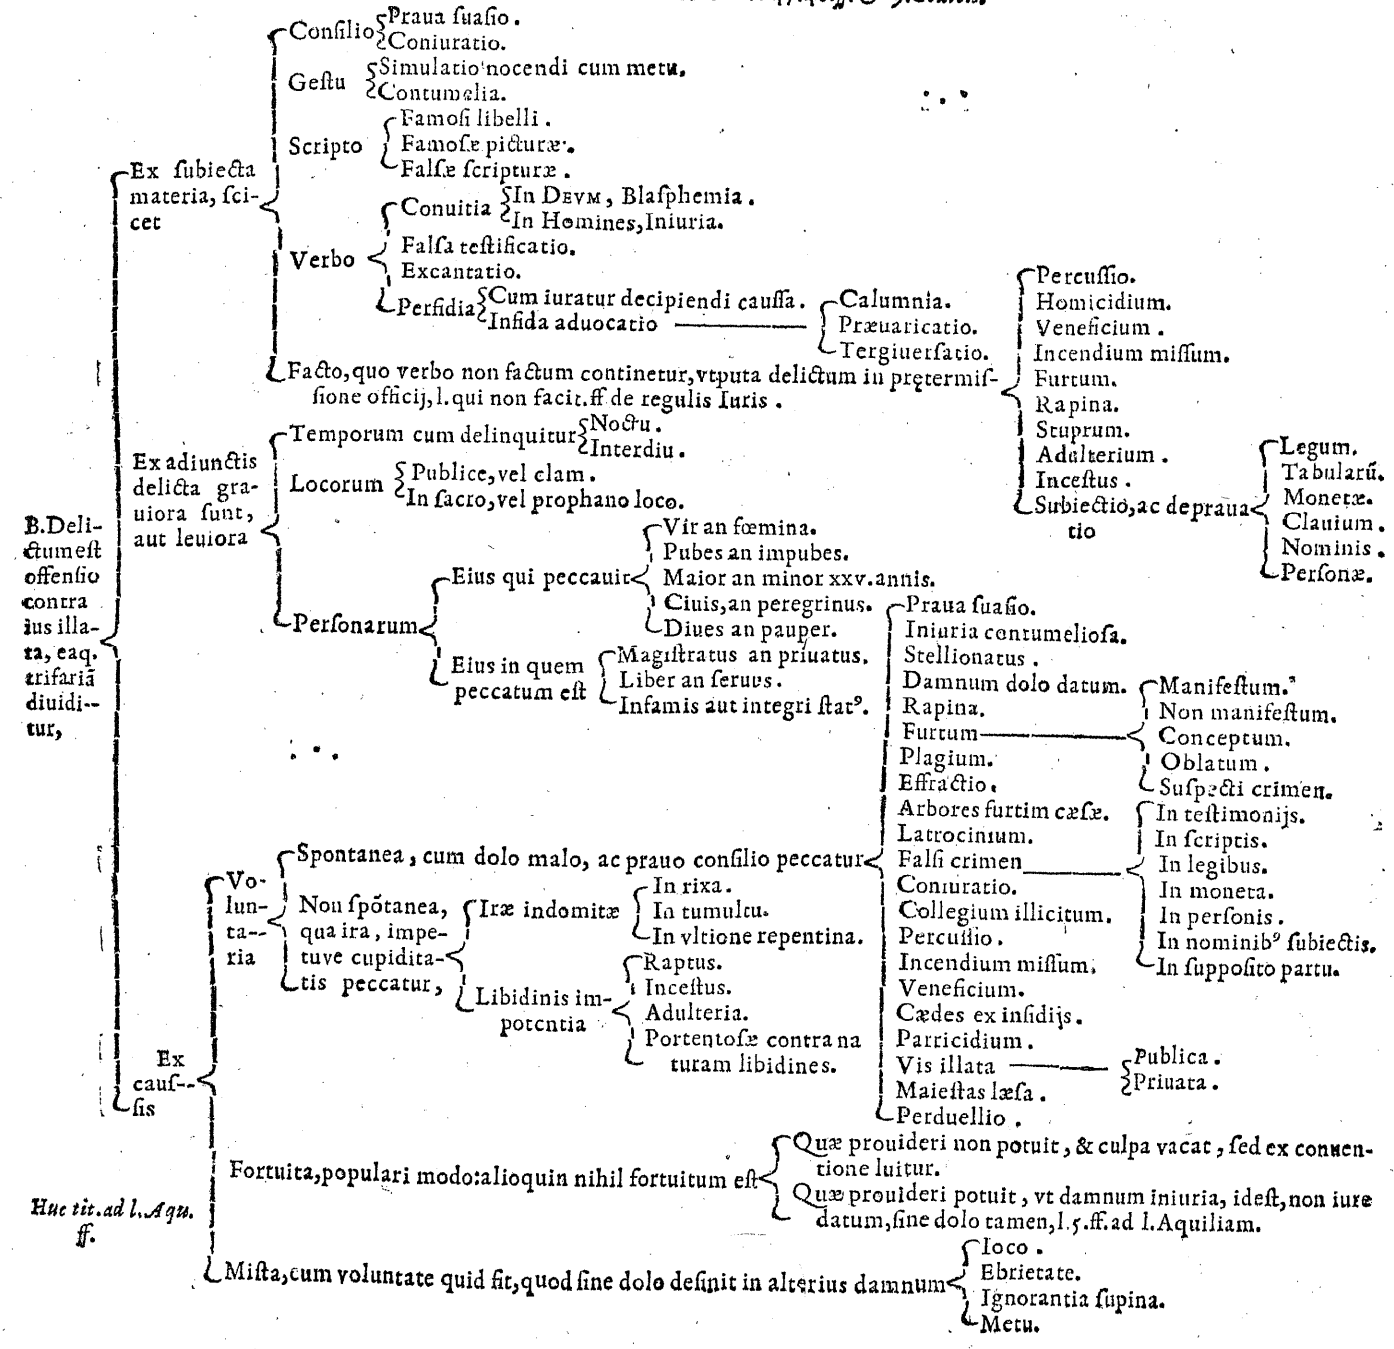 Conſilio
Praua ſuaſio.
Coniuratio.
Geſtu
Simulatio nocendi cum metu.
Contumelia.
Scripto
Famoſi libelli.
Famoſæ picturæ.
Falſæ ſcripturæ.
Ex ſubiecta
materia, ſci-
cet
Verbo
Conuitia
In DEVM, Blaſphemia.
In Homines, Iniuria.
Falſa teſtificatio.
Excantatio.
Perfidia
Cum iuratur decipiendi cauſſa.
Infida aduocatio
Calumnia.
Præuaricatio.
Tergiuerſatio.
Facto, quo verbo non factum continetur, vtputa delictum in prętermiſ-
ſione officij, l. qui non facit. ff de regulis Iuris.
Percuſſio.
Homicidium.
Veneficium.
Incendium miſſum.
Furtum.
Rapina.
Stuprum.
Adulterium.
Inceſtus.
Subiectio, ac depraua
tio
Legum.
Tabularũ.
Monetæ.
Clauium.
Nominis.
Perſonæ.
B. Deli-
ctum eſt
offenſio
contra
ius illa-
ta, eaq.
trifariã
diuidi--
tur,
Ex adiunctis
delicta gra-
uiora ſunt,
aut leuiora
Temporum cum delinquitur
Noctu.
Interdiu.
Locorum
Publice, vel clam.
In ſacro, vel prophano loco.
Perſonarum
Eius qui peccauit
Vir an fœmina.
Pubes an impubes.
Maior an minor xxv. annis.
Ciuis, an peregrinus.
Diues an pauper.
Eius in quem
peccatum eſt
Magiſtratus an priuatus.
Liber an ſeruus.
Infamis aut integri ſtatꝰ.
Ex
cauſ--
ſis
Vo-
lun-
ta--
ria
Spontanea, cum dolo malo, ac prauo conſilio peccatur
Praua ſuaſio.
Iniuria contumelioſa.
Stellionatus.
Damnum dolo datum.
Rapina.
Furtum
Manifeſtum.
Non manifeſtum.
Conceptum.
Oblatum.
Suſpecti crimen.
Plagium.
Effractio.
Arbores furtim cæſæ.
Latrocinium.
Falſi crimen
In teſtimonijs.
In ſcriptis.
In legibus.
In moneta.
In perſonis.
In nominibꝰ ſubiectis.
In ſuppoſito partu.
Coniuratio.
Collegium illicitum.
Percuſſio.
Incendium miſſum.
Veneficium.
Cædes ex inſidijs.
Parricidium.
Vis illata
Publica.
Priuata.
Maieſtas læſa.
Perduellio.
Non ſpõtanea,
qua ira, impe-
tuve cupidita-
tis peccatur,
Iræ indomitæ
In rixa.
In tumultu.
In vltione repentina.
Libidinis im-
potentia
Raptus.
Inceſtus.
Adulteria.
Portentoſæ contra na
turam libidines.
Fortuita, populari modo: alioquin nihil fortuitum eſt
Quæ prouideri non potuit, & culpa vacat, ſed ex conuen-
tione luitur.
Quæ prouideri potuit, vt damnum iniuria, ideſt, non iure
datum, ſine dolo tamen, l. 5. ff. ad l. Aquiliam.
Huc tit. ad l. Aqu.
ff.
Miſta, cum voluntate quid fit, quod ſine dolo deſinit in alterius damnum
Ioco.
Ebrietate.
Ignorantia ſupina.
Metu.